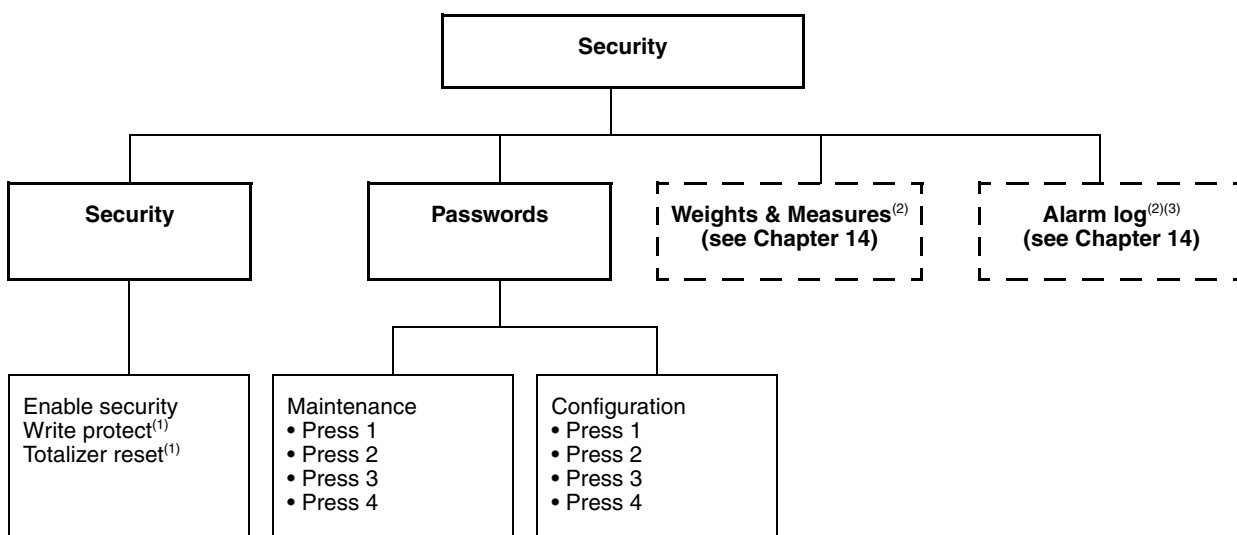 Security
Security
Passwords
Weights & Measures(2)
(see Chapter 14)
Alarm log(2)(3)
(see Chapter 14)
Enable security
Write protect(1)
Totalizer reset(1)
Maintenance
• Press 1
• Press 2
• Press 3
• Press 4
Configuration
• Press 1
• Press 2
• Press 3
• Press 4